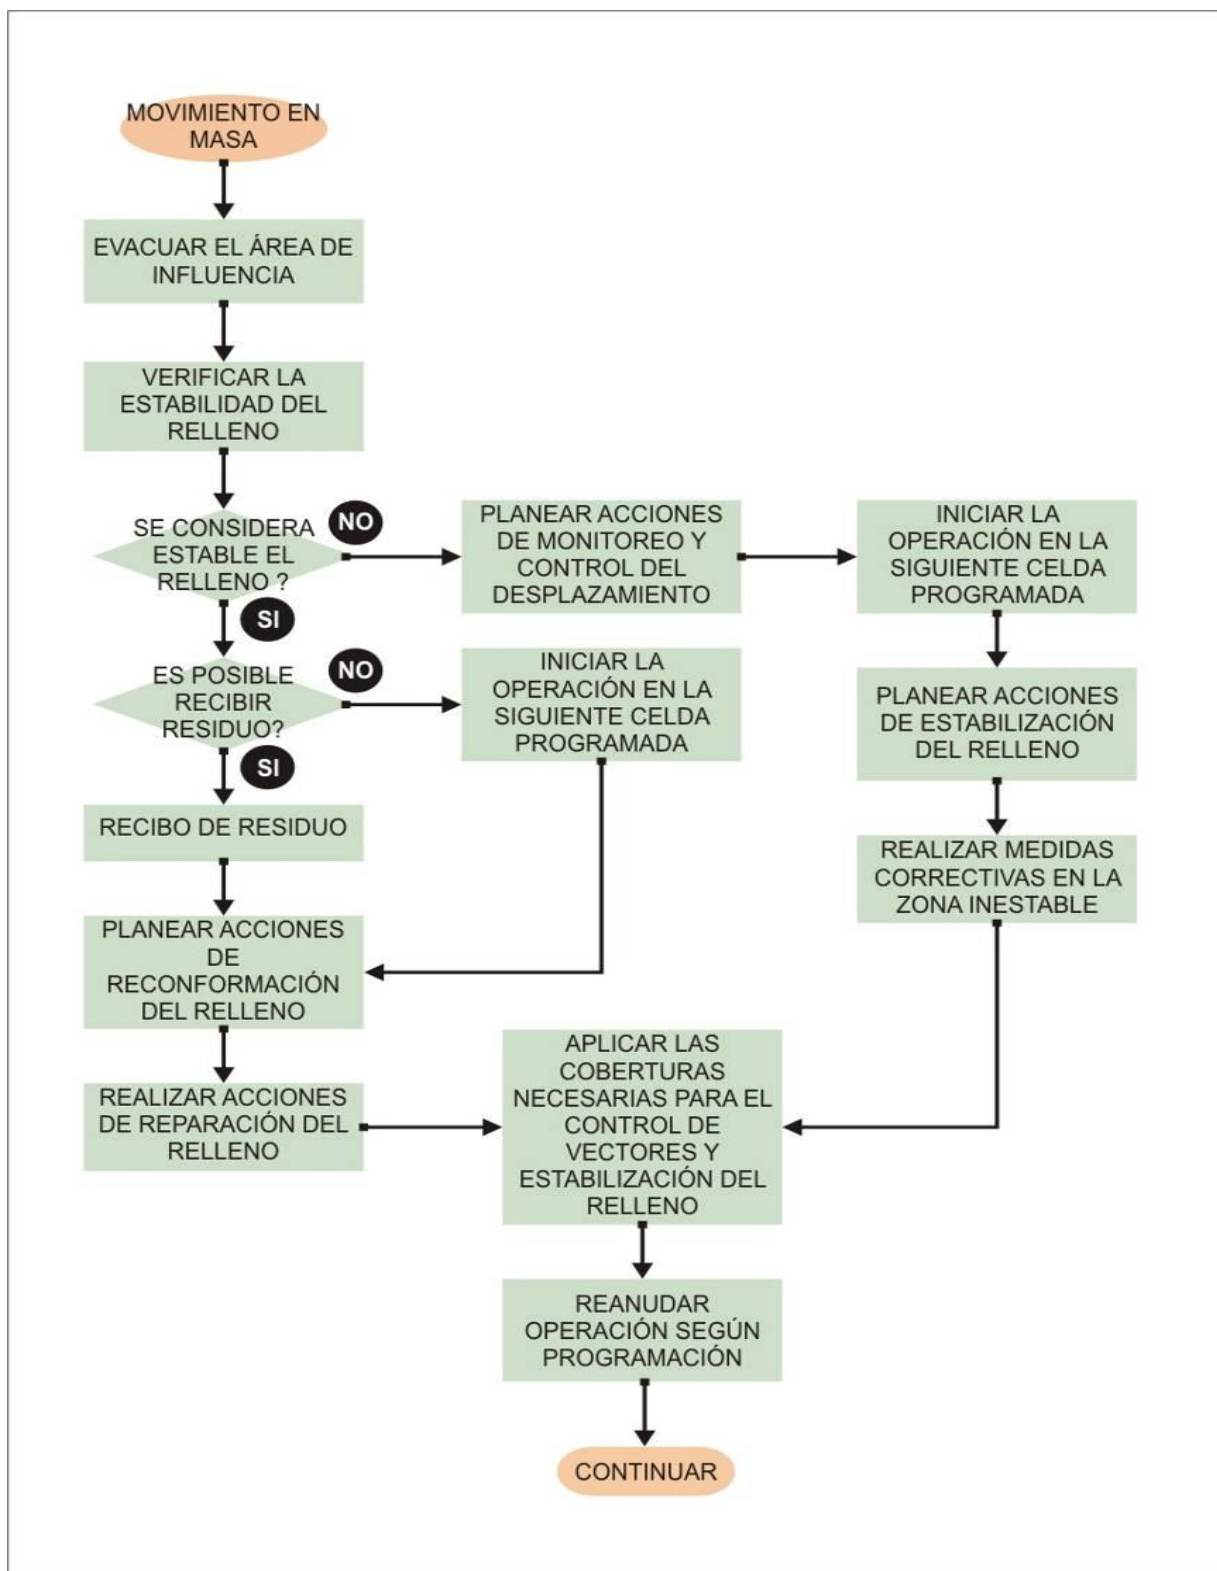 MOVIMIENTO EN
MASA
EVACUAR EL ÁREA DE
INFLUENCIA
VERIFICAR LA
ESTABILIDAD DEL
RELLENO
SE CONSIDERA
ESTABLE EL
RELLENO ?
NO
SI
PLANEAR ACCIONES
DE MONITOREO Y
CONTROL DEL
DESPLAZAMIENTO
INICIAR LA
OPERACIÓN EN LA
SIGUIENTE CELDA
PROGRAMADA
ES POSIBLE
RECIBIR
RESIDUO?
NO
SI
INICIAR LA
OPERACIÓN EN LA
SIGUIENTE CELDA
PROGRAMADA
PLANEAR ACCIONES
DE ESTABILIZACIÓN
DEL RELLENO
RECIBO DE RESIDUO
REALIZAR MEDIDAS
CORRECTIVAS EN LA
ZONA INESTABLE
PLANEAR ACCIONES
DE
RECONFORMACIÓN
DEL RELLENO
REALIZAR ACCIONES
DE REPARACIÓN DEL
RELLENO
APLICAR LAS
COBERTURAS
NECESARIAS PARA EL
CONTROL DE
VECTORES Y
ESTABILIZACIÓN DEL
RELLENO
REANUDAR
OPERACIÓN SEGÚN
PROGRAMACIÓN
CONTINUAR